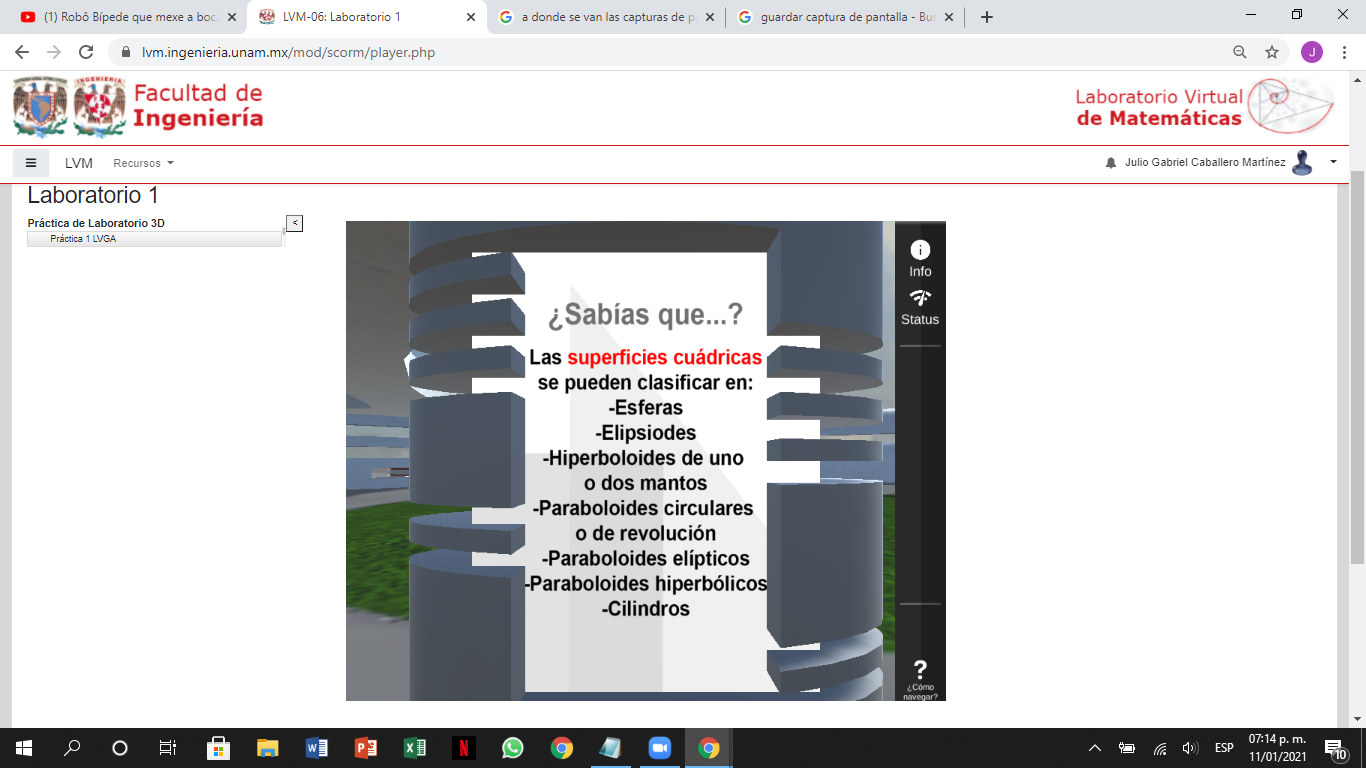 (1) Robô Bípede que mexe a boc
LVM-06: Laboratorio 1
a donde se van las capturas de p
guardar captura de pantalla - Bus
lvm.ingenieria.unam.mx/mod/scorm/player.php
J
Facultad de
Ingeniería
Laboratorio Virtual
de Matemáticas
LVM
Recursos
Julio Gabriel Caballero Martínez
Laboratorio 1
Práctica de Laboratorio 3D
<
Práctica 1 LVGA
¿Sabías que...?
Las superficies cuádricas
se pueden clasificar en:
-Esferas
-Elipsiodes
-Hiperboloides de uno
o dos mantos
-Paraboloides circulares
o de revolución
-Paraboloides elípticos
-Paraboloides hiperbólicos
-Cilindros
Info
Status
?
¿Cómo
navegar?
ESP
07:14 p. m.
11/01/2021
10